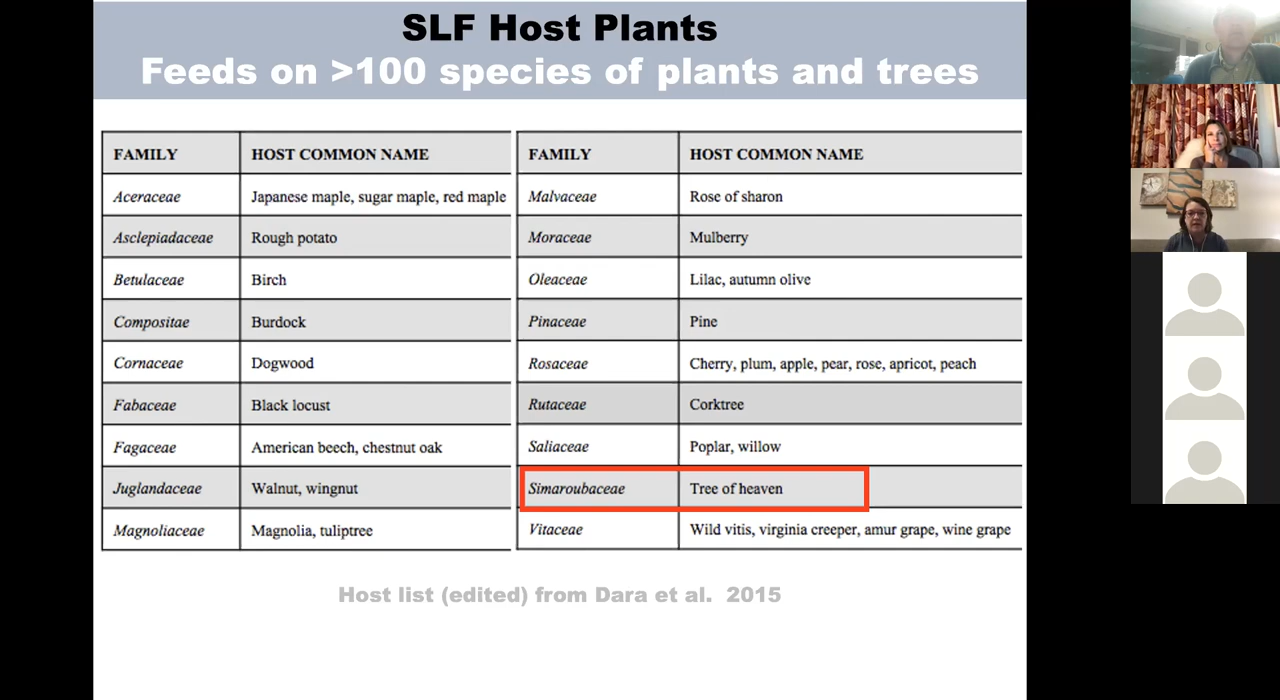 SLF Host Plants
Feeds on >100 species of plants and trees
FAMILY HOST COMMON NAME
Aceraceae Japanese maple, sugar maple, red maple
Asclepiadaceae Rough potato
Betulaceae Birch
Compositae Burdock
Cornaceae Dogwood
Fabaceae Black locust
Fagaceae American beech, chestnut oak
Juglandaceae Walnut, wingnut
Magnoliaceae Magnolia, tuliptree
FAMILY HOST COMMON NAME
Malvaceae Rose of sharon
Moraceae Mulberry
Oleaceae Lilac, autumn olive
Pinaceae Pine
Rosaceae Cherry, plum, apple, pear, rose, apricot, peach
Rutaceae Corktree
Saliaceae Poplar, willow
Simaroubaceae Tree of heaven
Vitaceae Wild vitis, virginia creeper, amur grape, wine grape
Host list (edited) from Dara et al. 2015